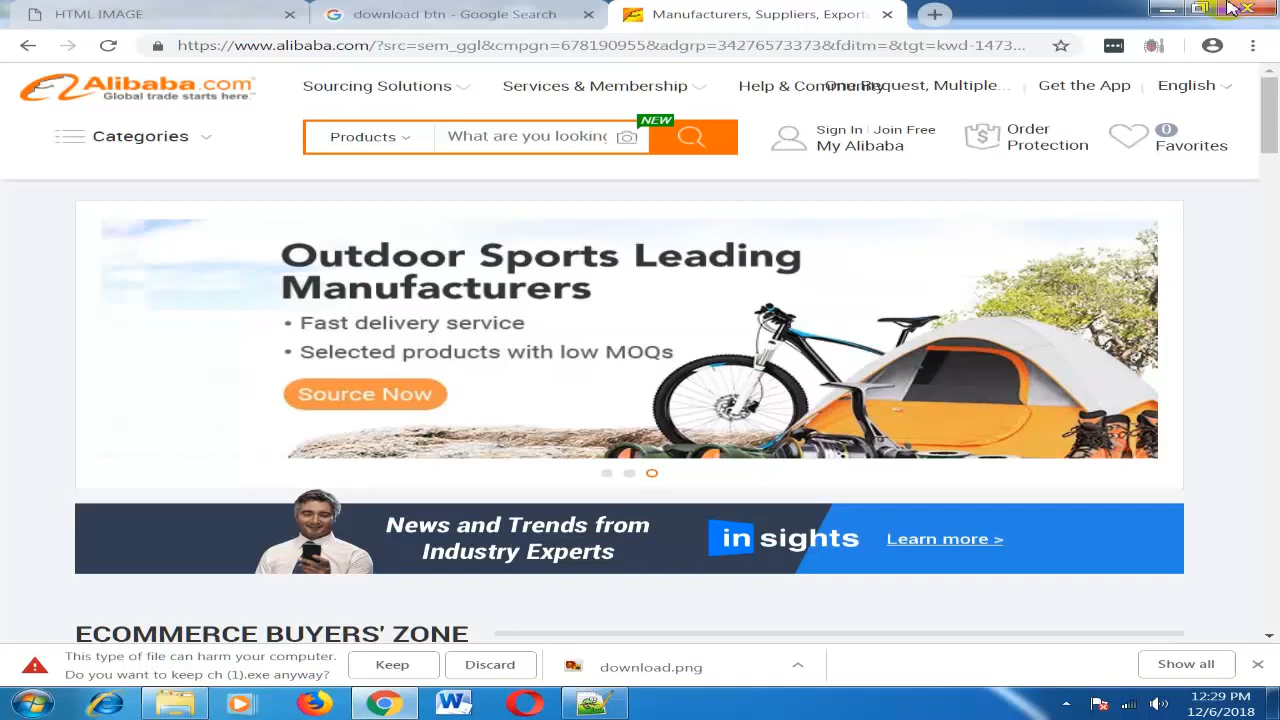 HTML IMAGE
download btn - Google Search
Manufacturers, Suppliers, Exporte
https://www.alibaba.com/?src=sem_ggl&cmpgn=678190955&adgrp=34276573373&fditm=&tgt=kwd-1473...
Alibaba.com
Global trade starts here.™
Sourcing Solutions
Services & Membership
Help & Community
One Request, Multiple...
Get the App
English
Categories
Products
What are you looking
NEW
Sign In Join Free
My Alibaba
Order
Protection
0
Favorites
Outdoor Sports Leading
Manufacturers
• Fast delivery service
• Selected products with low MOQs
Source Now
News and Trends from
Industry Experts
in sights
Learn more >
ECOMMERCE BUYERS' ZONE
This type of file can harm your computer.
Do you want to keep ch (1).exe anyway?
Keep
Discard
download.png
Show all
12:29 PM
12/6/2018